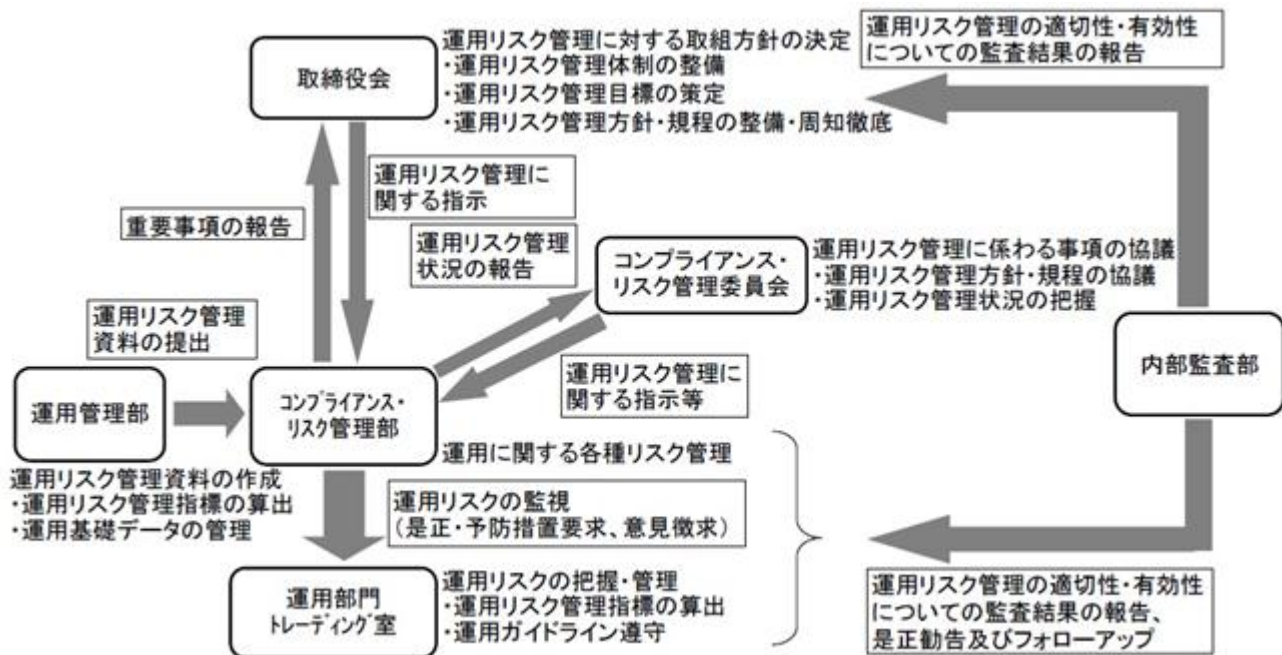 取締役会
運用リスク管理に対する取組方針の決定
・運用リスク管理体制の整備
・運用リスク管理目標の策定
・運用リスク管理方針・規程の整備・周知徹底
運用リスク管理の適切性・有効性
についての監査結果の報告
重要事項の報告
運用リスク管理に
関する指示
運用リスク管理
状況の報告
コンプライアンス・
リスク管理委員会
運用リスク管理に係わる事項の協議
・運用リスク管理方針・規程の協議
・運用リスク管理状況の把握
運用リスク管理
資料の提出
運用リスク管理に
関する指示等
内部監査部
運用管理部
コンプライアンス・
リスク管理部
運用に関する各種リスク管理
運用リスク管理資料の作成
・運用リスク管理指標の算出
・運用基礎データの管理
運用リスクの監視
(是正・予防措置要求、意見徴求)
運用部門
トレーディング室
運用リスクの把握・管理
・運用リスク管理指標の算出
・運用ガイドライン遵守
運用リスク管理の適切性・有効性
についての監査結果の報告、
是正勧告及びフォローアップ